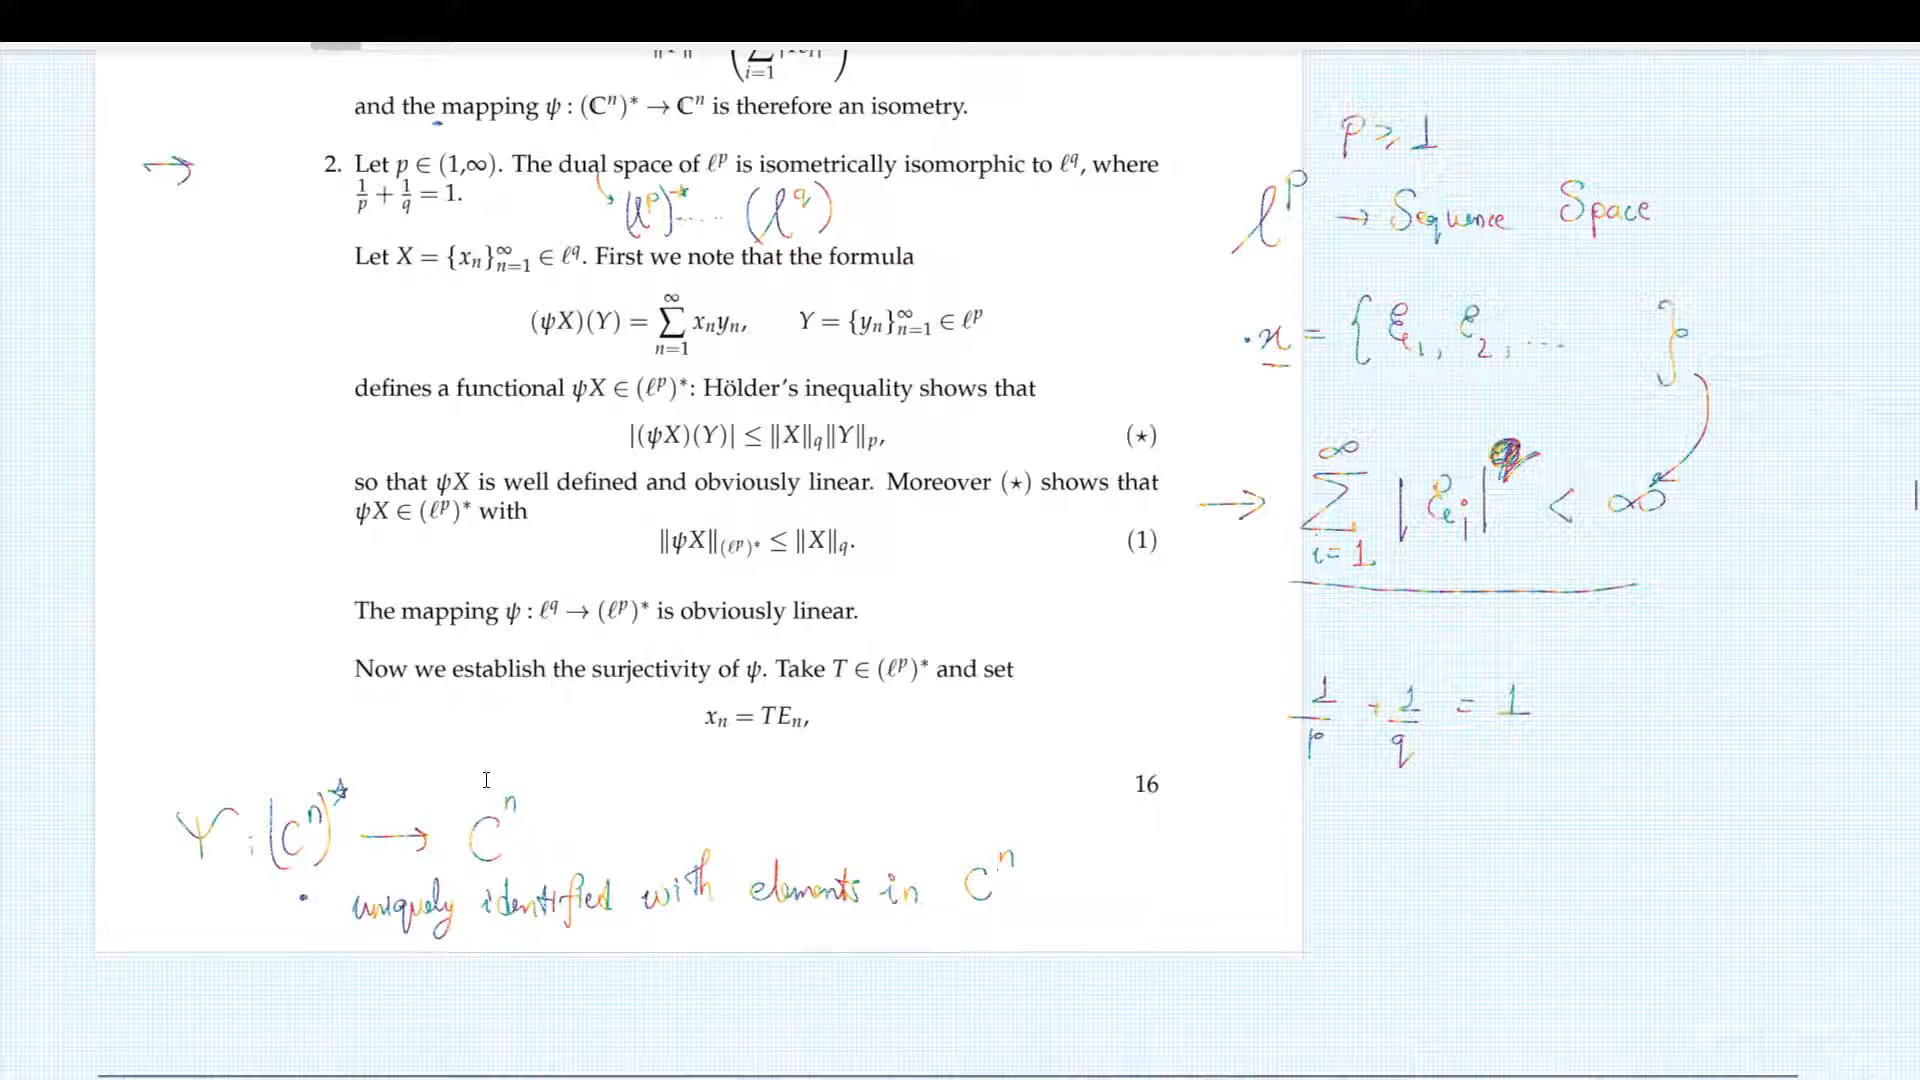 i=1
and the mapping ψ : (ℂⁿ)* → ℂⁿ is therefore an isometry.
2. Let p ∈ (1,∞). The dual space of ℓᵖ is isometrically isomorphic to ℓ^q, where
1/p + 1/q = 1.
(ℓᵖ)* ..... (ℓ^q)
Let X = {xₙ}_{n=1}^∞ ∈ ℓ^q. First we note that the formula
(ψX)(Y) = ∑_{n=1}^∞ xₙyₙ,   Y = {yₙ}_{n=1}^∞ ∈ ℓᵖ
defines a functional ψX ∈ (ℓᵖ)*: Hölder's inequality shows that
|(ψX)(Y)| ≤ ‖X‖_q‖Y‖_p,   (⋆)
so that ψX is well defined and obviously linear. Moreover (⋆) shows that
ψX ∈ (ℓᵖ)* with
‖ψX‖_{(ℓᵖ)*} ≤ ‖X‖_q.   (1)
The mapping ψ : ℓ^q → (ℓᵖ)* is obviously linear.
Now we establish the surjectivity of ψ. Take T ∈ (ℓᵖ)* and set
xₙ = TEₙ,
16
Ψ : (Cⁿ)* → Cⁿ
• uniquely identified with elements in Cⁿ
p ≥ 1
ℓᵖ → Sequence Space
• x = { ξ₁, ξ₂, ... }
→ ∑_{i=1}^∞ |ξᵢ|^q < ∞
1/p + 1/q = 1